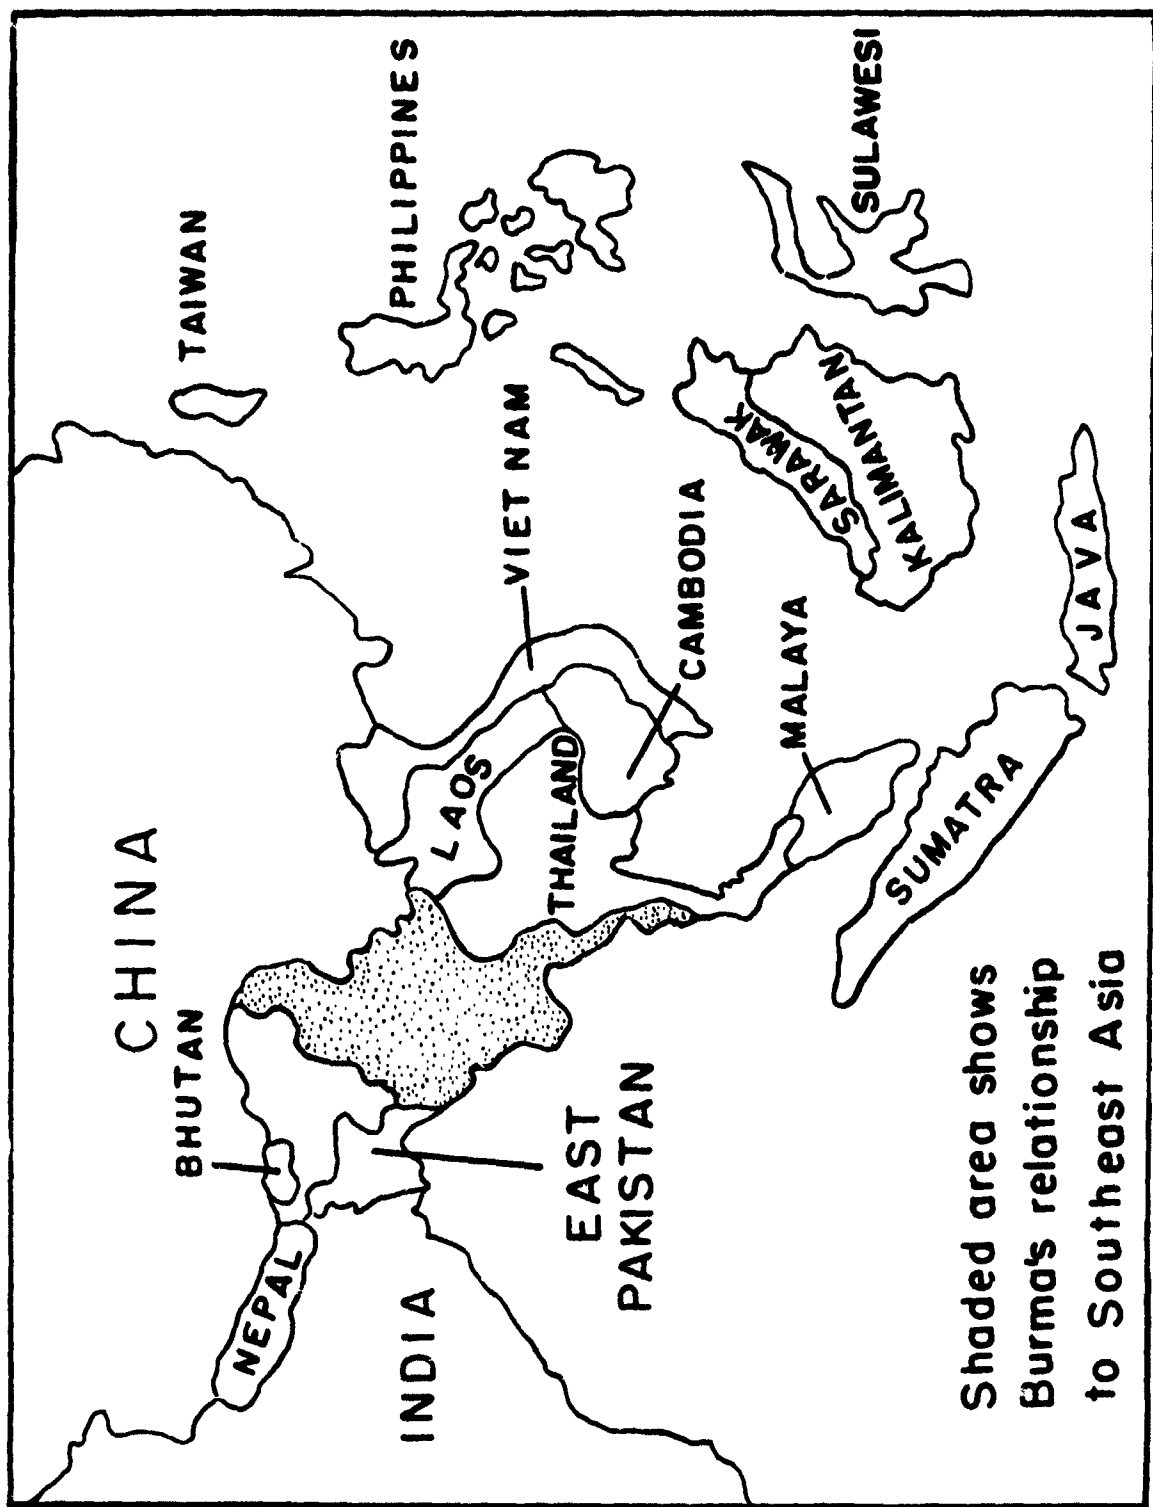 CHINA
TAIWAN
BHUTAN
NEPAL
INDIA
EAST
PAKISTAN
LAOS
THAILAND
VIET NAM
CAMBODIA
PHILIPPINES
MALAYA
SARAWAK
KALIMANTAN
SULAWESI
SUMATRA
JAVA
Shaded area shows
Burma's relationship
to Southeast Asia